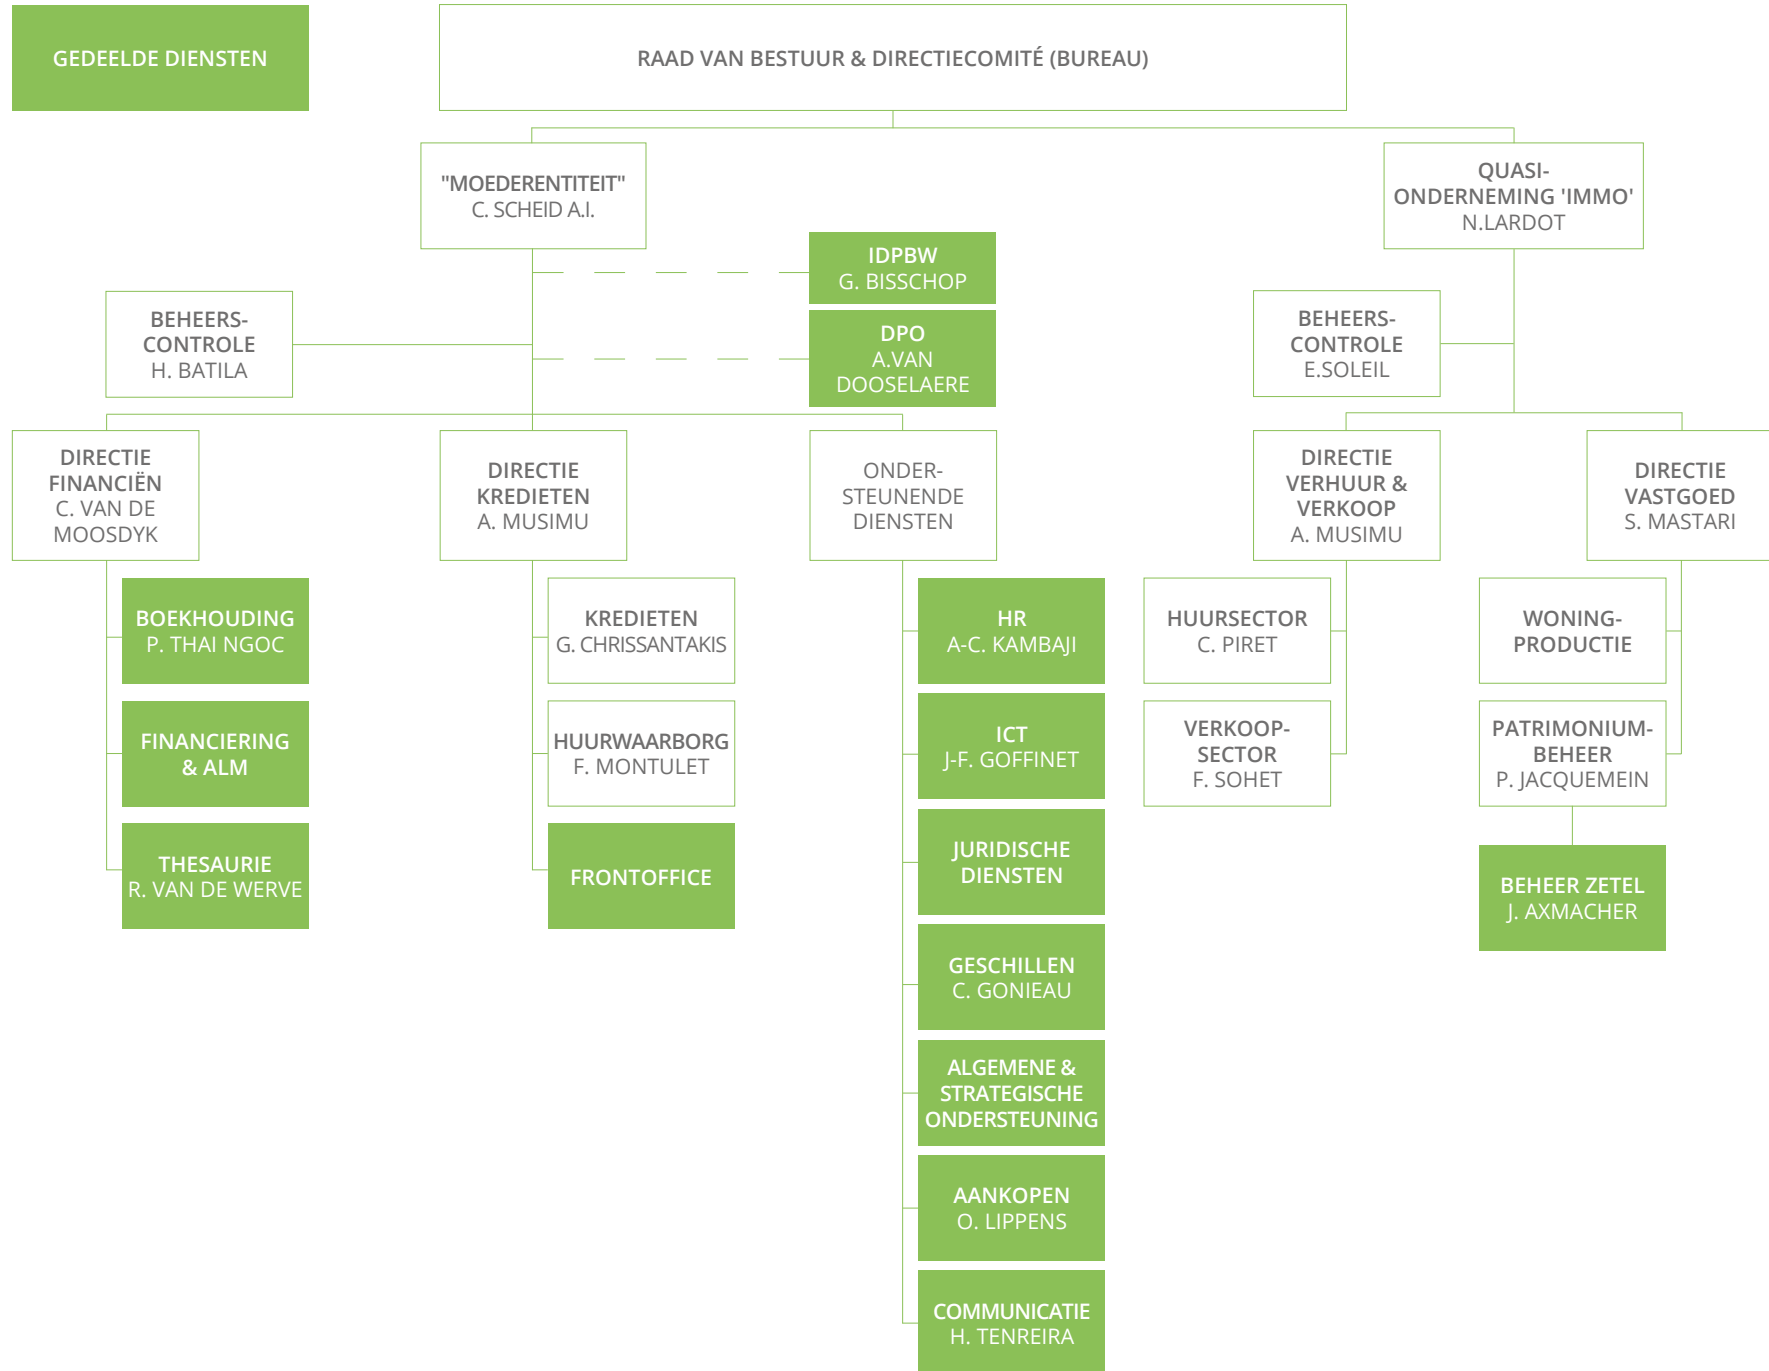 GEDEELDE DIENSTEN
RAAD VAN BESTUUR & DIRECTIECOMITÉ (BUREAU)
"MOEDERENTITEIT"
C. SCHEID A.I.
QUASI-
ONDERNEMING 'IMMO'
N.LARDOT
IDPBW
G. BISSCHOP
DPO
A.VAN
DOOSELAERE
BEHEERS-
CONTROLE
H. BATILA
BEHEERS-
CONTROLE
E.SOLEIL
DIRECTIE
FINANCIËN
C. VAN DE
MOOSDYK
DIRECTIE
KREDIETEN
A. MUSIMU
ONDER-
STEUNENDE
DIENSTEN
DIRECTIE
VERHUUR &
VERKOOP
A. MUSIMU
DIRECTIE
VASTGOED
S. MASTARI
BOEKHOUDING
P. THAI NGOC
FINANCIERING
& ALM
THESAURIE
R. VAN DE WERVE
KREDIETEN
G. CHRISSANTAKIS
HUURWAARBORG
F. MONTULET
FRONTOFFICE
HR
A-C. KAMBAJI
ICT
J-F. GOFFINET
JURIDISCHE
DIENSTEN
GESCHILLEN
C. GONIEAU
ALGEMENE &
STRATEGISCHE
ONDERSTEUNING
AANKOPEN
O. LIPPENS
COMMUNICATIE
H. TENREIRA
HUURSECTOR
C. PIRET
VERKOOP-
SECTOR
F. SOHET
WONING-
PRODUCTIE
PATRIMONIUM-
BEHEER
P. JACQUEMEIN
BEHEER ZETEL
J. AXMACHER